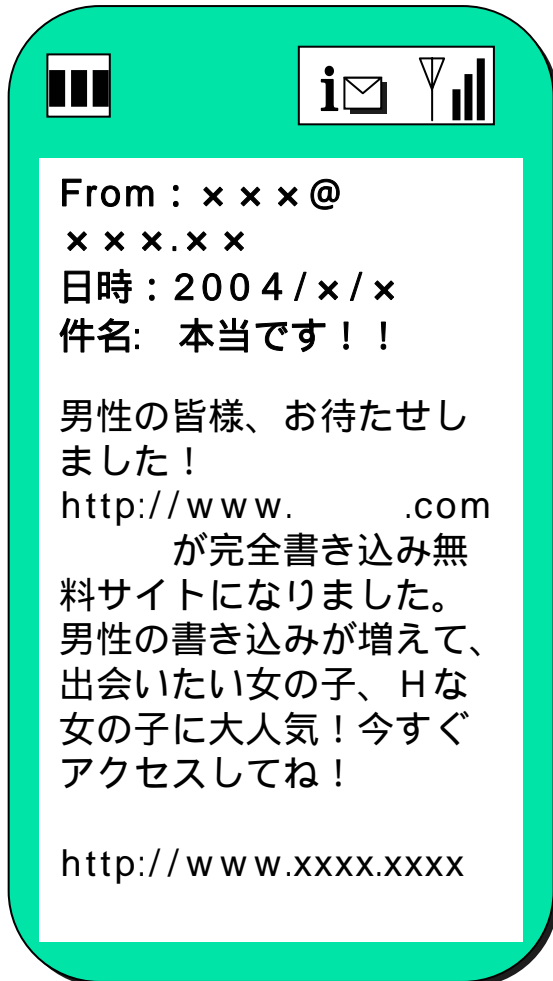 From：×××@
×××.××
日時：2004/×/×
件名:　本当です！！
男性の皆様、お待たせし
ました！
http://www.　　　.com
　　　が完全書き込み無
料サイトになりました。
男性の書き込みが増えて、
出会いたい女の子、Ｈな
女の子に大人気！今すぐ
アクセスしてね！
http://www.xxxx.xxxx